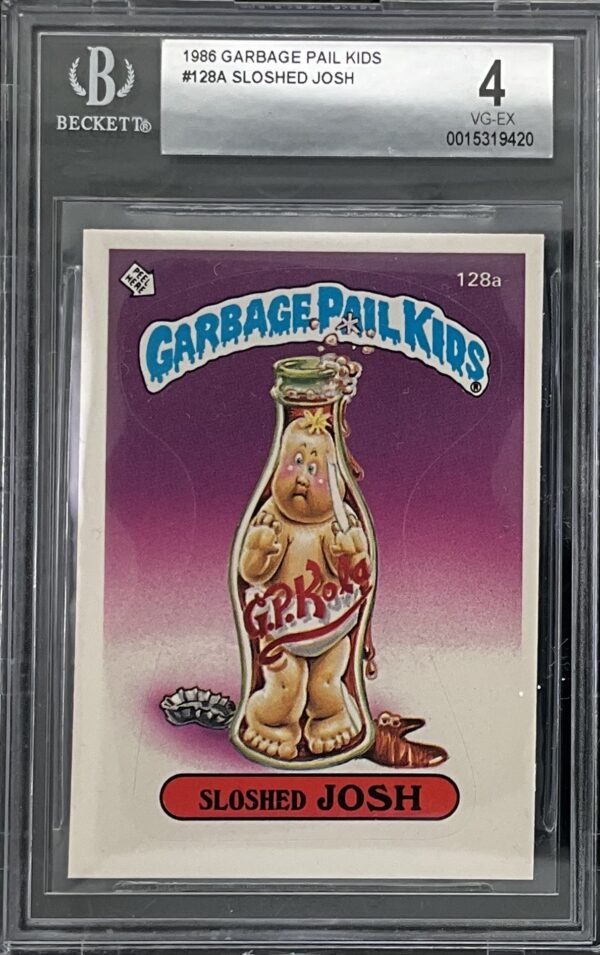 1986 GARBAGE PAIL KIDS
#128A SLOSHED JOSH
4
VG-EX
0015319420
B
BECKETT®
PEEL
HERE
128a
GARBAGE PAIL KIDS®
G.P. Kola
SLOSHED JOSH